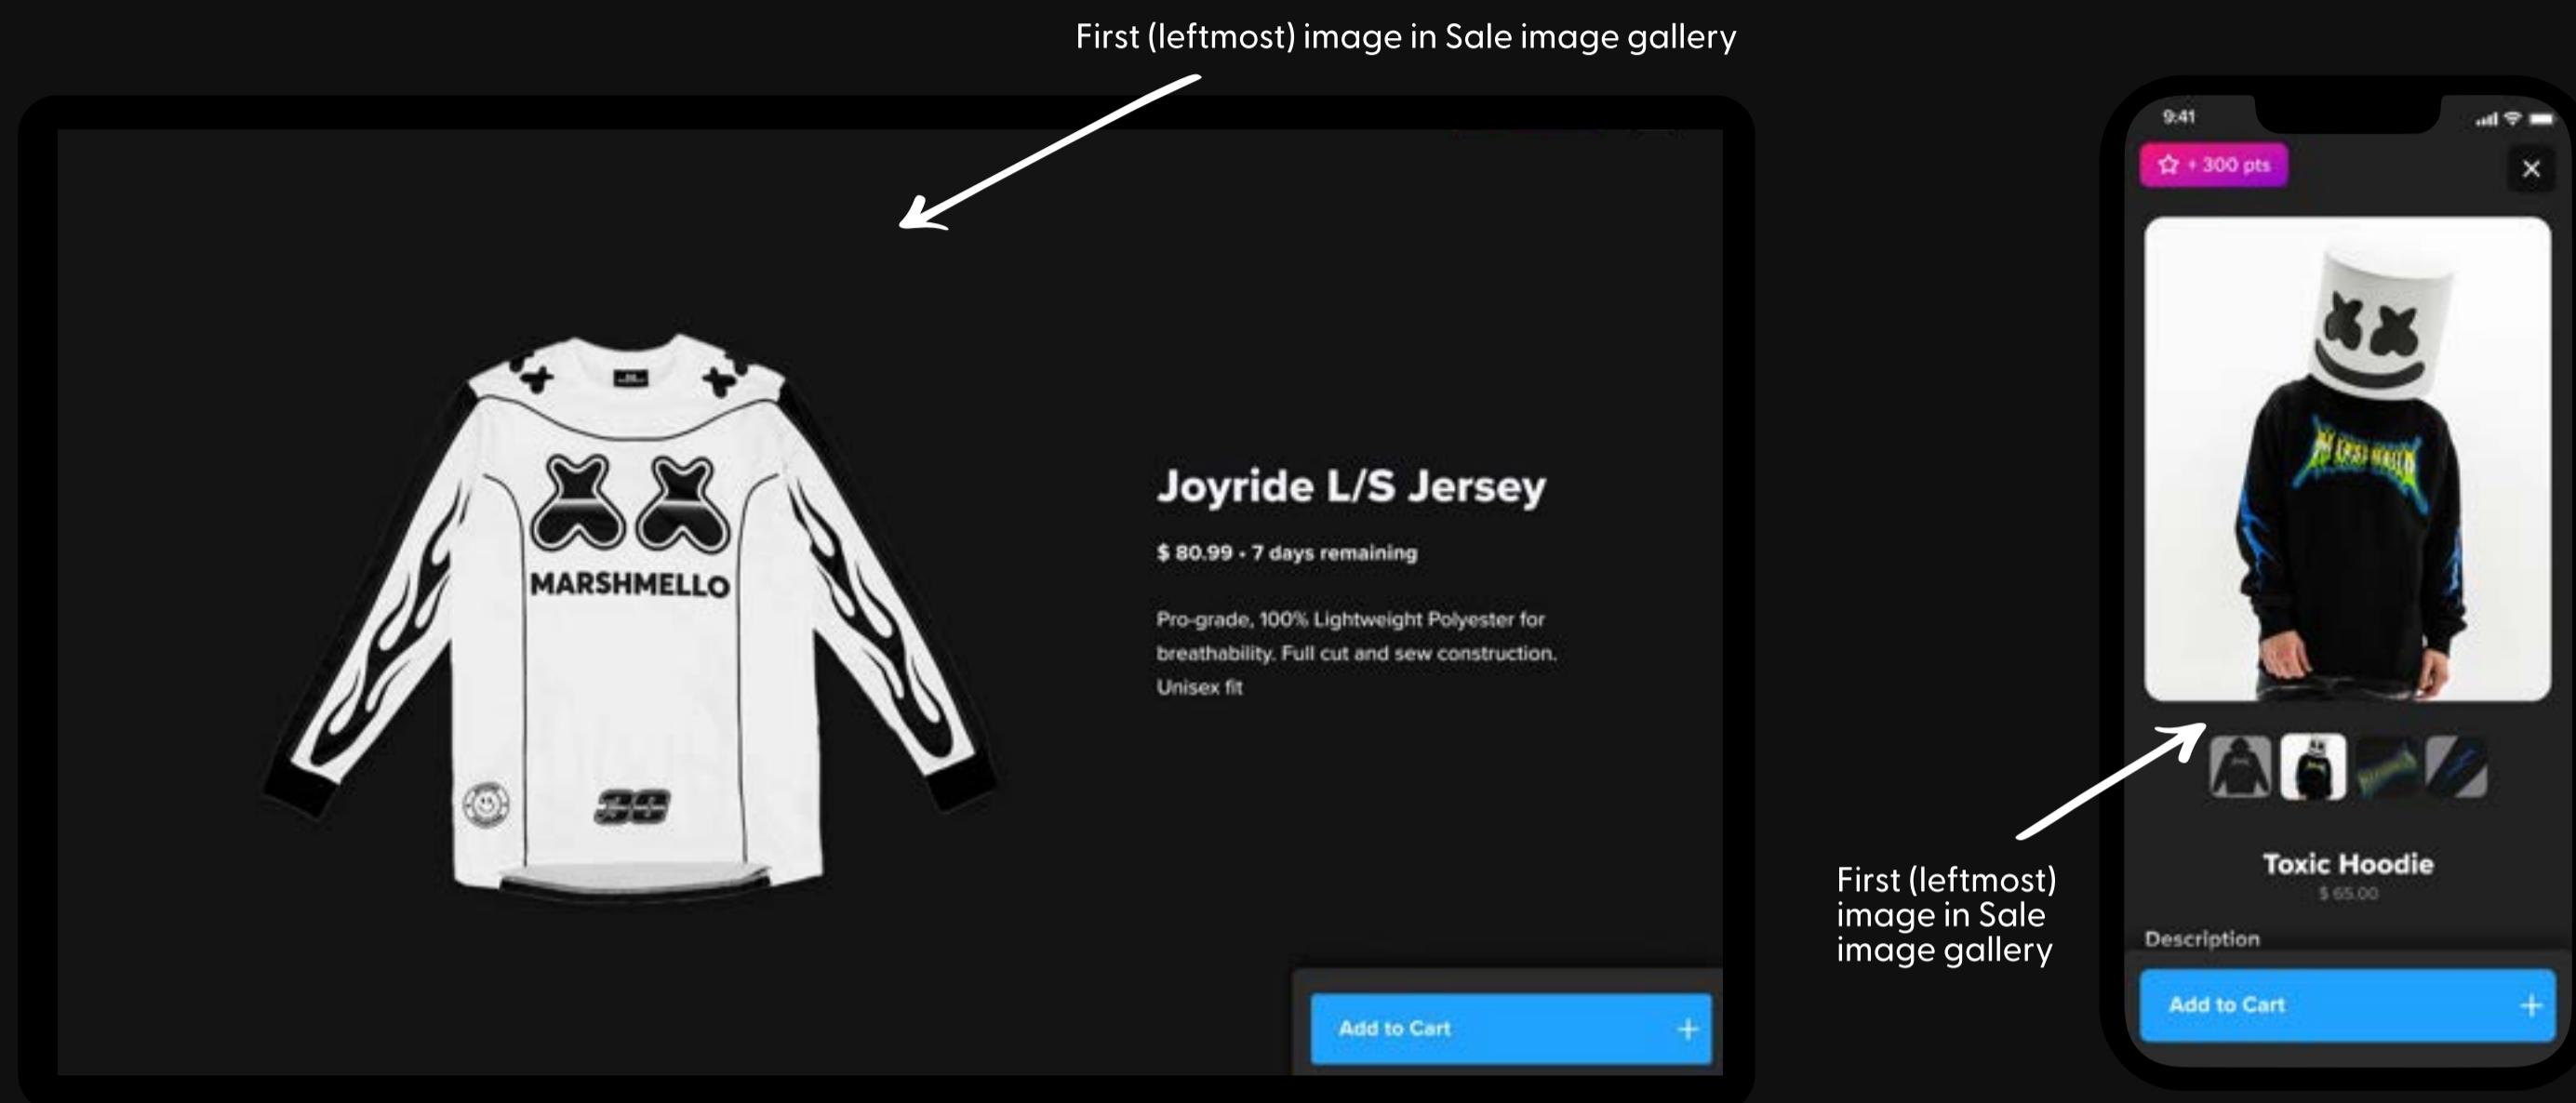 First (leftmost) image in Sale image gallery
MARSHMELLO
Joyride L/S Jersey
$ 80.99 • 7 days remaining
Pro-grade, 100% Lightweight Polyester for
breathability. Full cut and sew construction.
Unisex fit
Add to Cart
9:41
+ 300 pts
First (leftmost)
image in Sale
image gallery
Toxic Hoodie
$ 65.00
Description
Add to Cart